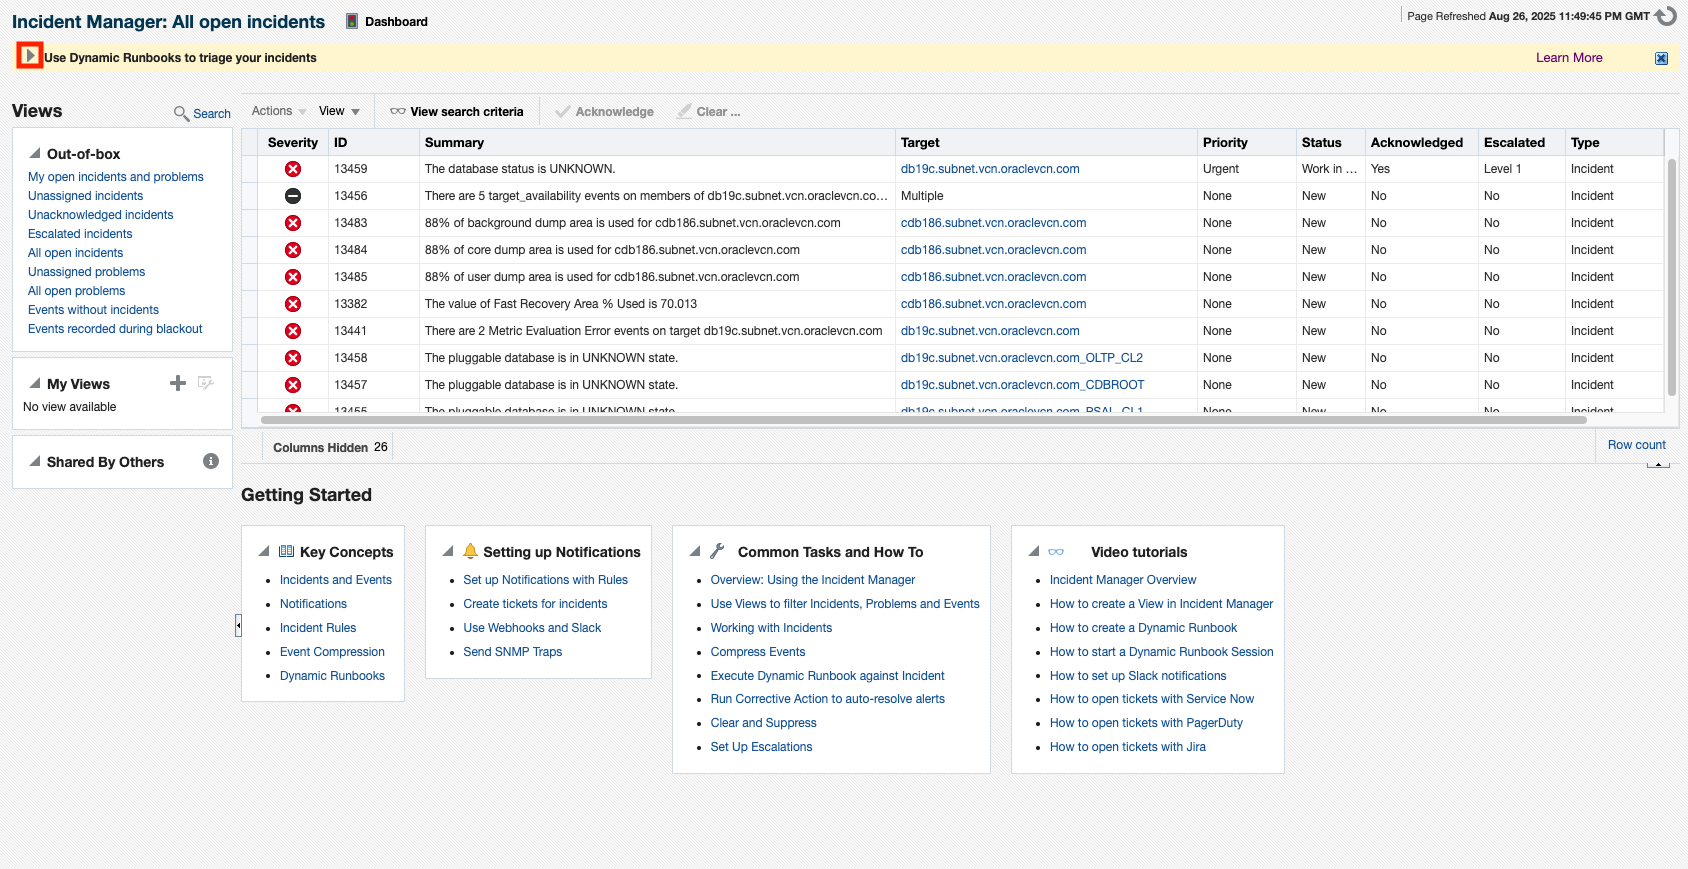 Incident Manager: All open incidents
Dashboard
Page Refreshed Aug 26, 2025 11:49:45 PM GMT
Use Dynamic Runbooks to triage your incidents
Learn More
Views
Search
Out-of-box
My open incidents and problems
Unassigned incidents
Unacknowledged incidents
Escalated incidents
All open incidents
Unassigned problems
All open problems
Events without incidents
Events recorded during blackout
My Views
No view available
Shared By Others
Actions View View search criteria Acknowledge Clear ...
Severity ID Summary Target Priority Status Acknowledged Escalated Type
13459 The database status is UNKNOWN. db19c.subnet.vcn.oraclevcn.com Urgent Work in ... Yes Level 1 Incident
13456 There are 5 target_availability events on members of db19c.subnet.vcn.oraclevcn.co... Multiple None New No No Incident
13483 88% of background dump area is used for cdb186.subnet.vcn.oraclevcn.com cdb186.subnet.vcn.oraclevcn.com None New No No Incident
13484 88% of core dump area is used for cdb186.subnet.vcn.oraclevcn.com cdb186.subnet.vcn.oraclevcn.com None New No No Incident
13485 88% of user dump area is used for cdb186.subnet.vcn.oraclevcn.com cdb186.subnet.vcn.oraclevcn.com None New No No Incident
13382 The value of Fast Recovery Area % Used is 70.013 cdb186.subnet.vcn.oraclevcn.com None New No No Incident
13441 There are 2 Metric Evaluation Error events on target db19c.subnet.vcn.oraclevcn.com db19c.subnet.vcn.oraclevcn.com None New No No Incident
13458 The pluggable database is in UNKNOWN state. db19c.subnet.vcn.oraclevcn.com_OLTP_CL2 None New No No Incident
13457 The pluggable database is in UNKNOWN state. db19c.subnet.vcn.oraclevcn.com_CDBROOT None New No No Incident
13455 The pluggable database is in UNKNOWN state. db19c.subnet.vcn.oraclevcn.com_PSAL_CL1 None New No No Incident
Columns Hidden 26
Row count
Getting Started
Key Concepts
Incidents and Events
Notifications
Incident Rules
Event Compression
Dynamic Runbooks
Setting up Notifications
Set up Notifications with Rules
Create tickets for incidents
Use Webhooks and Slack
Send SNMP Traps
Common Tasks and How To
Overview: Using the Incident Manager
Use Views to filter Incidents, Problems and Events
Working with Incidents
Compress Events
Execute Dynamic Runbook against Incident
Run Corrective Action to auto-resolve alerts
Clear and Suppress
Set Up Escalations
Video tutorials
Incident Manager Overview
How to create a View in Incident Manager
How to create a Dynamic Runbook
How to start a Dynamic Runbook Session
How to set up Slack notifications
How to open tickets with Service Now
How to open tickets with PagerDuty
How to open tickets with Jira